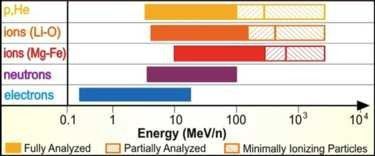 p,He
ions (Li-O)
ions (Mg-Fe)
neutrons
electrons
0.1 1 10 100 1000 10⁴
Energy (MeV/n)
Fully Analyzed Partially Analyzed Minimally Ionizing Particles